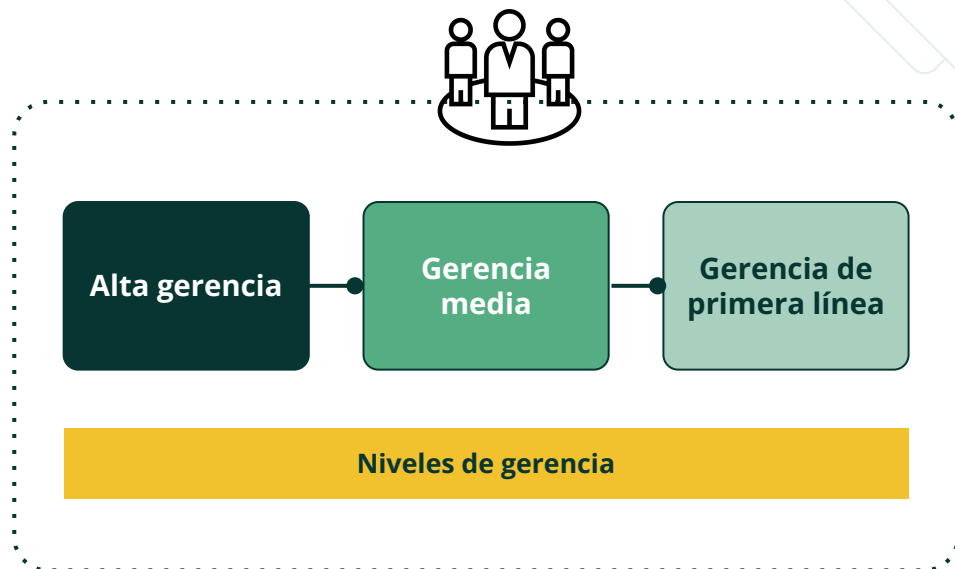 Alta gerencia
Gerencia
media
Gerencia de
primera línea
Niveles de gerencia